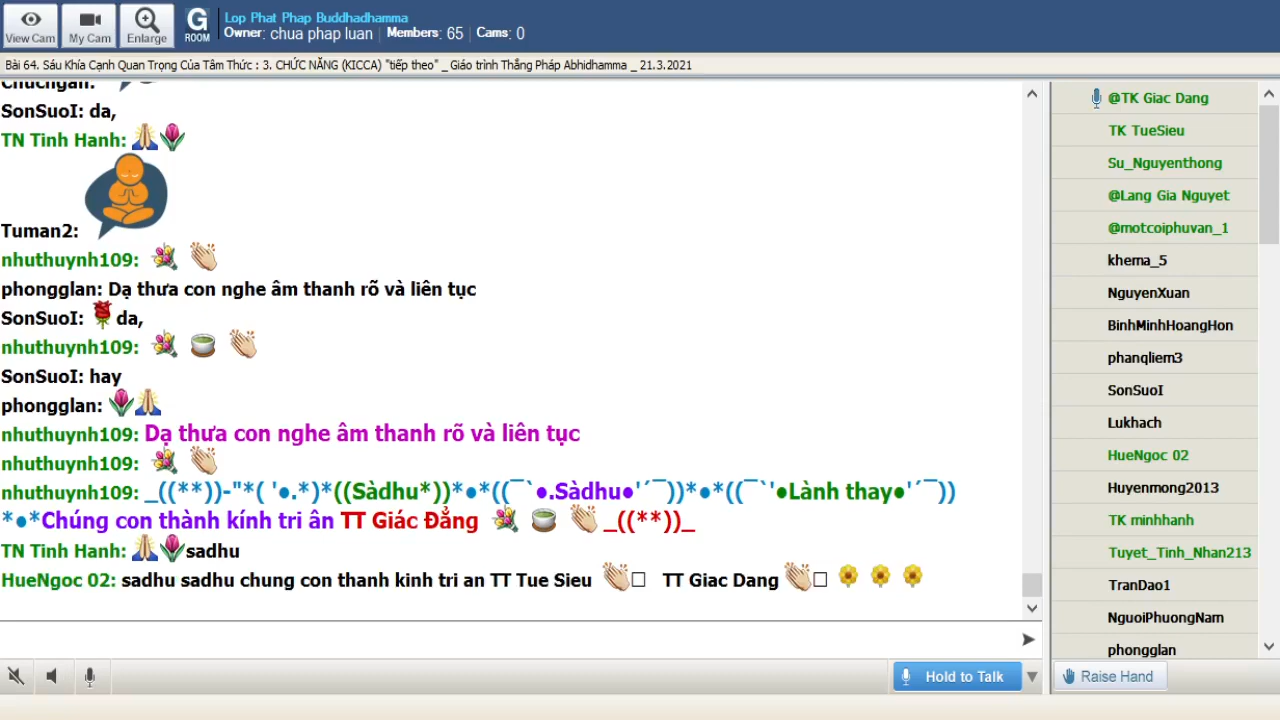 View Cam
My Cam
Enlarge
G
ROOM
Lop Phat Phap Buddhadhamma
Owner: chua phap luan
Members: 65
Cams: 0
Bài 64. Sáu Khía Cạnh Quan Trọng Của Tâm Thức : 3. CHỨC NĂNG (KICCA) "tiếp theo" _ Giáo trình Thắng Pháp Abhidhamma _ 21.3.2021
SonSuoI: da,
TN Tinh Hanh:
Tuman2:
nhuthuynh109:
phongglan: Dạ thưa con nghe âm thanh rõ và liên tục
SonSuoI: 🌹da,
nhuthuynh109: 💐 🍵 👏
SonSuoI: hay
phongglan: 🌷🙏
nhuthuynh109: Dạ thưa con nghe âm thanh rõ và liên tục
nhuthuynh109: 💐 👏
nhuthuynh109: _((**))-"*( '●.*)*((Sàdhu*))*●*((¯`●.Sàdhu●'´¯))*●*((¯`'●Lành thay●'´¯))
*●*Chúng con thành kính tri ân TT Giác Đẳng 💐 🍵 👏 _((**))_
TN Tinh Hanh: 🙏🌷sadhu
HueNgoc 02: sadhu sadhu chung con thanh kinh tri an TT Tue Sieu 👏□ TT Giac Dang 👏□ 🌼 🌼 🌼
Hold to Talk
@TK Giac Dang
TK TueSieu
Su_Nguyenthong
@Lang Gia Nguyet
@motcoiphuvan_1
khema_5
NguyenXuan
BinhMinhHoangHon
phanqliem3
SonSuoI
Lukhach
HueNgoc 02
Huyenmong2013
TK minhhanh
Tuyet_Tinh_Nhan213
TranDao1
NguoiPhuongNam
phongglan
Raise Hand